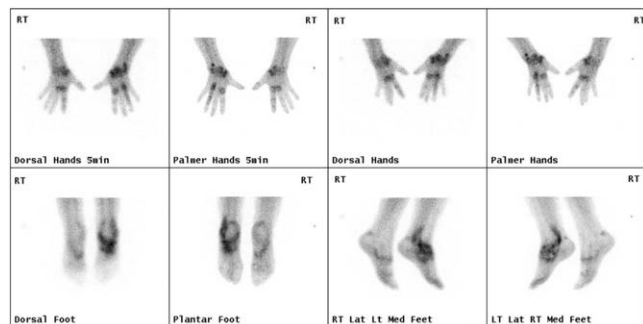 RT
RT
RT
RT
Dorsal Hands 5min
Palmer Hands 5min
Dorsal Hands
Palmer Hands
RT
RT
RT
RT
Dorsal Foot
Plantar Foot
RT Lat Lt Med Feet
LT Lat RT Med Feet